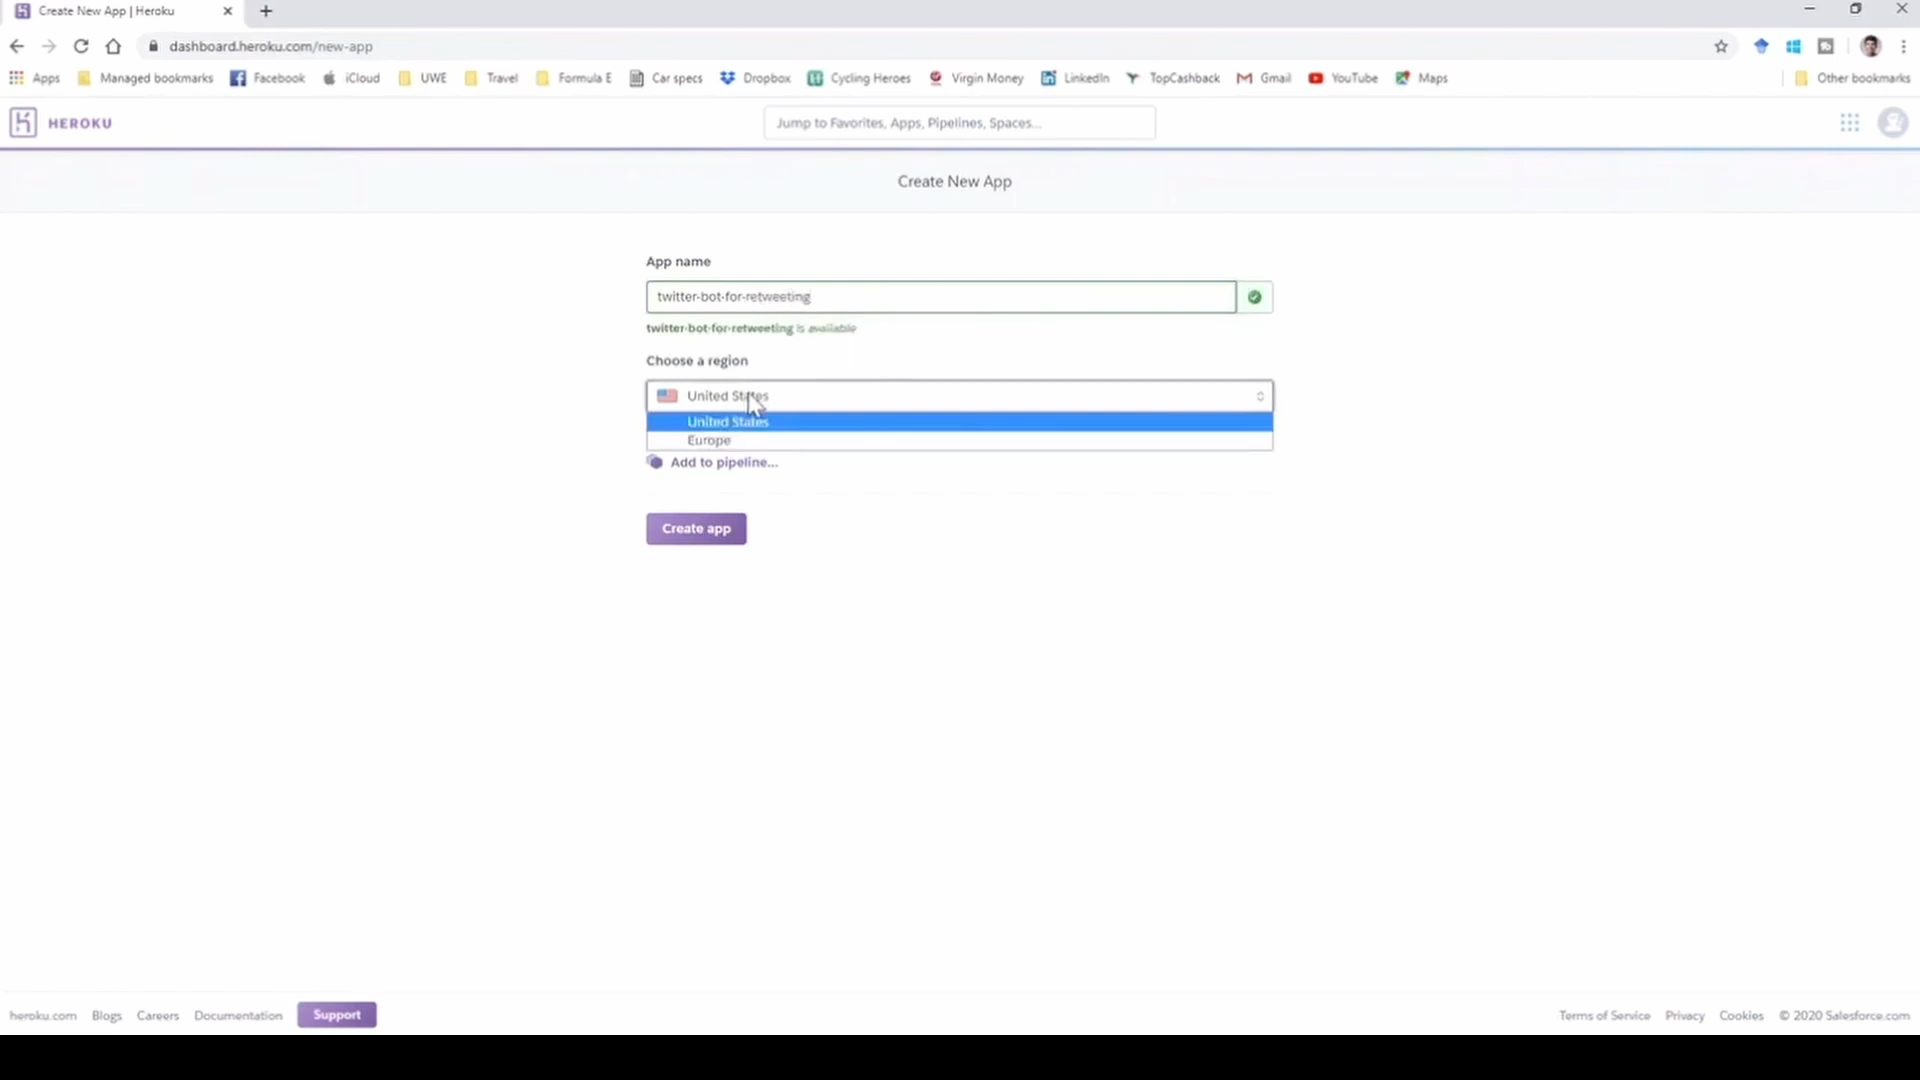 Create New App | Heroku
dashboard.heroku.com/new-app
Apps Managed bookmarks Facebook iCloud UWE Travel Formula E Car specs Dropbox Cycling Heroes Virgin Money LinkedIn TopCashback Gmail YouTube Maps Other bookmarks
HEROKU Jump to Favorites, Apps, Pipelines, Spaces...
Create New App
App name
twitter-bot-for-retweeting
twitter-bot-for-retweeting is available
Choose a region
United States
United States
Europe
Add to pipeline...
Create app
heroku.com Blogs Careers Documentation Support Terms of Service Privacy Cookies © 2020 Salesforce.com